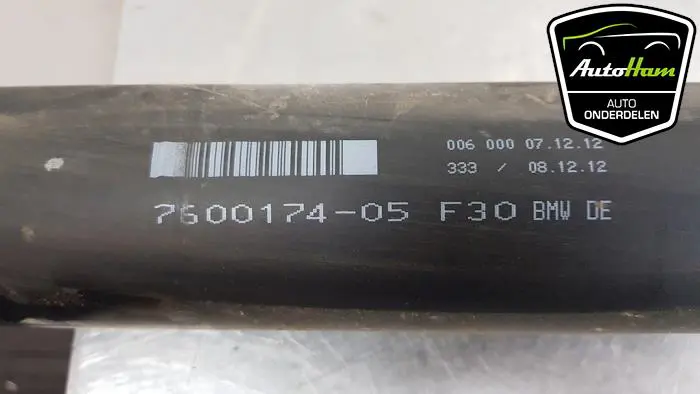 AutoHam
AUTO
ONDERDELEN
006 000 07.12.12
333 / 08.12.12
7600174-05 F30 BMW DE